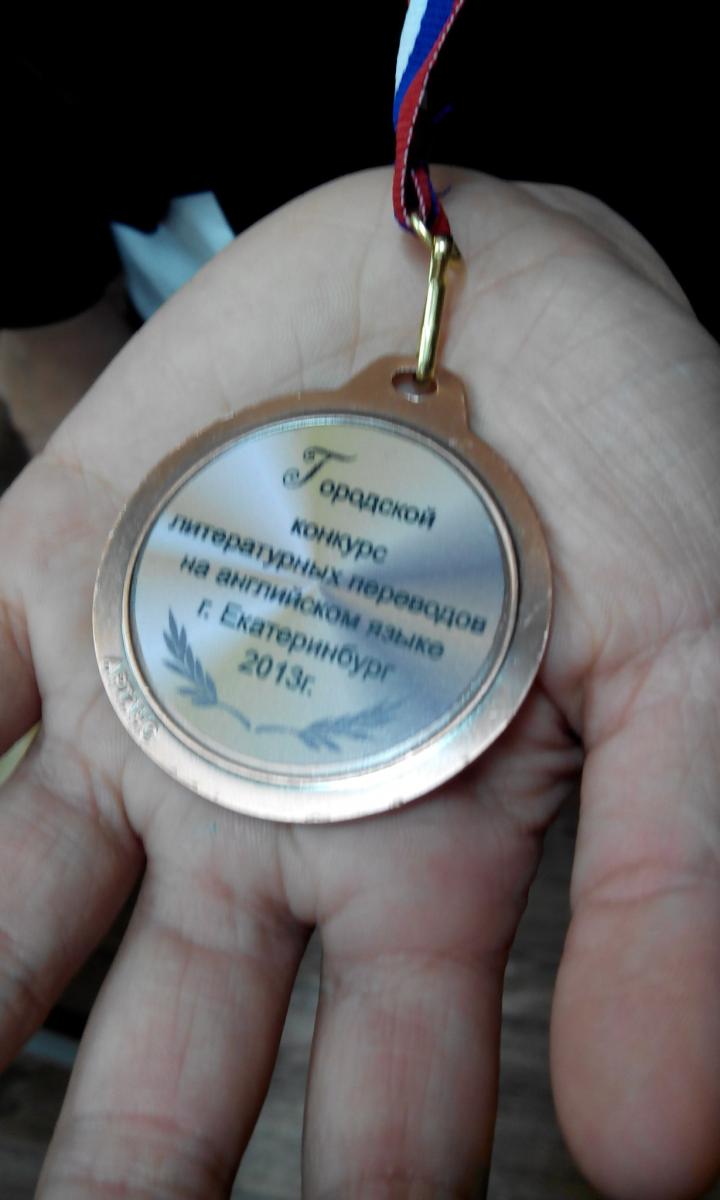 Городской
конкурс
литературных переводов
на английском языке
г. Екатеринбург
2013г.